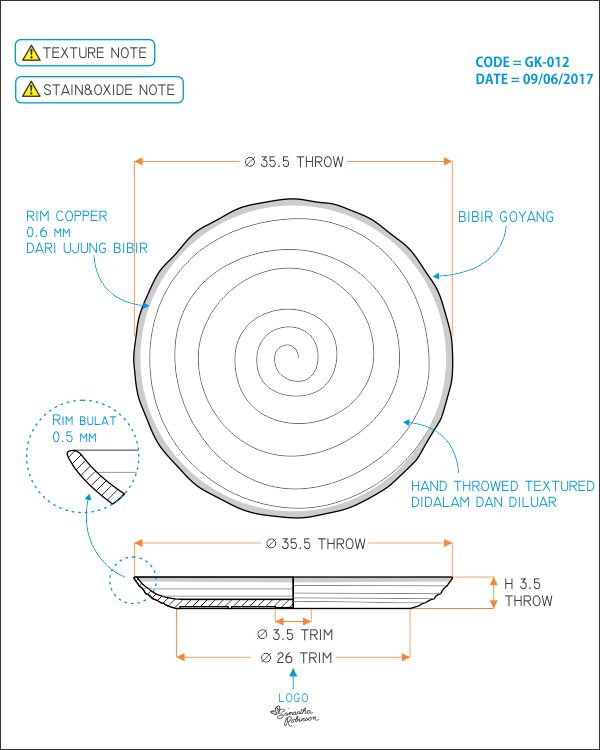 TEXTURE NOTE
STAIN&OXIDE NOTE
CODE = GK-012
DATE = 09/06/2017
Ø 35.5 THROW
RIM COPPER
0.6 MM
DARI UJUNG BIBIR
BIBIR GOYANG
RIM BULAT
0.5 MM
HAND THROWED TEXTURED
DIDALAM DAN DILUAR
Ø 35.5 THROW
H 3.5
THROW
Ø 3.5 TRIM
Ø 26 TRIM
LOGO
Samantha
Robinson